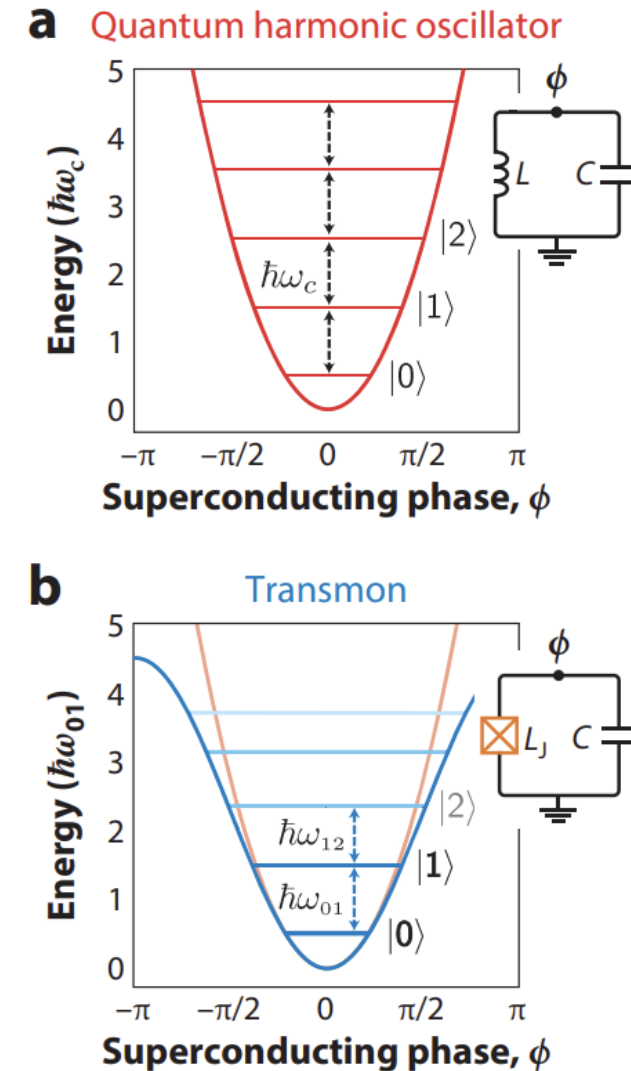 a Quantum harmonic oscillator
Energy (ℏω_c)
5
4
3
2
1
0
ℏω_c
|2⟩
|1⟩
|0⟩
ϕ
L
C
−π
−π/2
0
π/2
π
Superconducting phase, ϕ
b Transmon
Energy (ℏω_01)
5
4
3
2
1
0
ℏω_12
ℏω_01
|2⟩
|1⟩
|0⟩
ϕ
L_J
C
−π
−π/2
0
π/2
π
Superconducting phase, ϕ